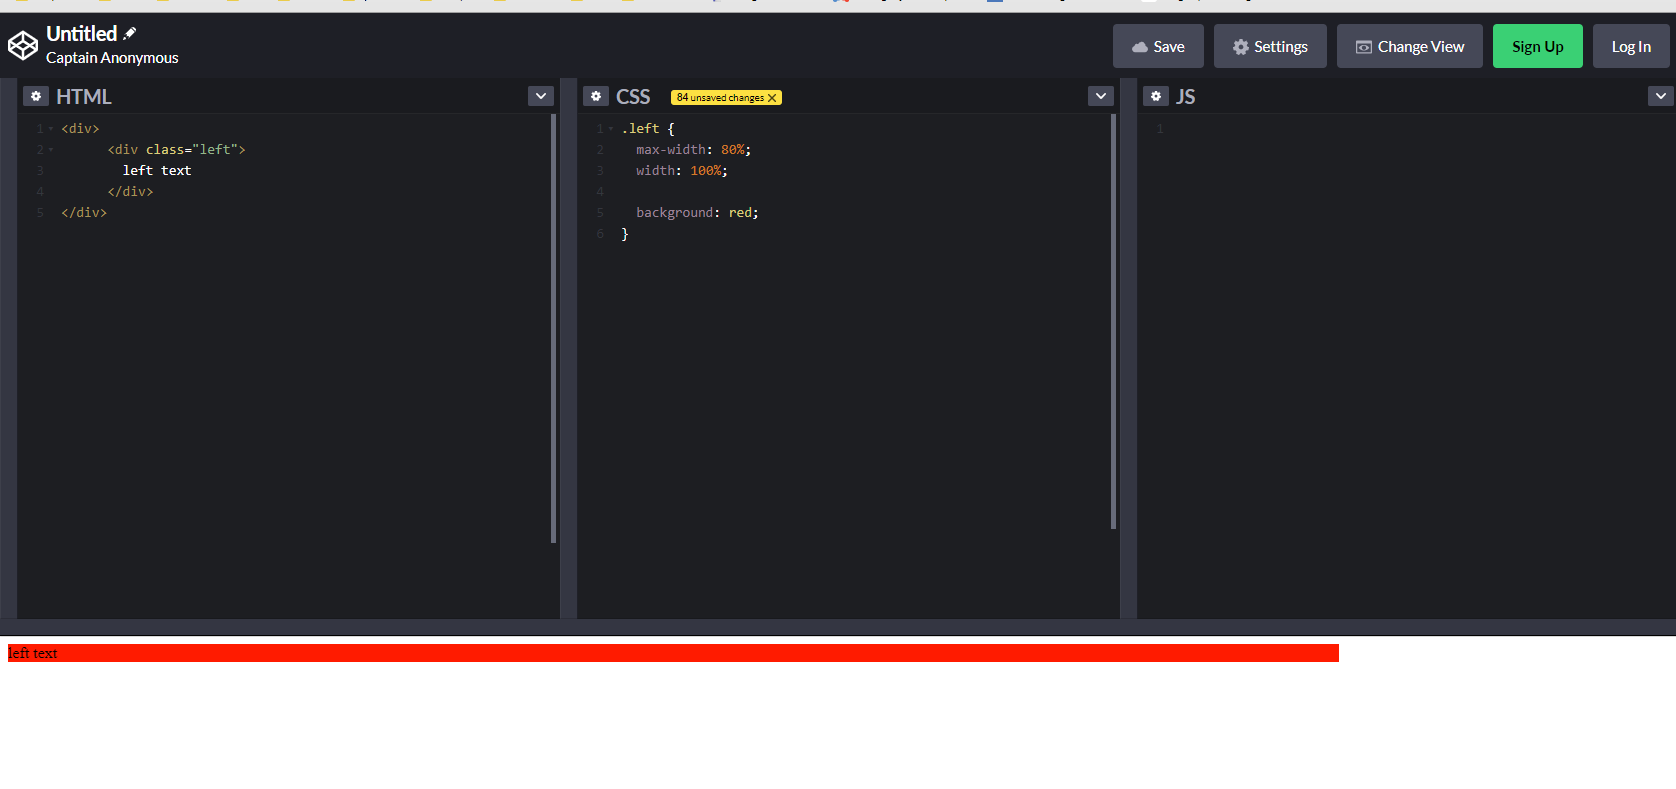 Untitled
Captain Anonymous
Save
Settings
Change View
Sign Up
Log In
HTML
1 <div>
2 <div class="left">
3 left text
4 </div>
5 </div>
CSS
84 unsaved changes X
1 .left {
2 max-width: 80%;
3 width: 100%;
4
5 background: red;
6 }
JS
1
left text